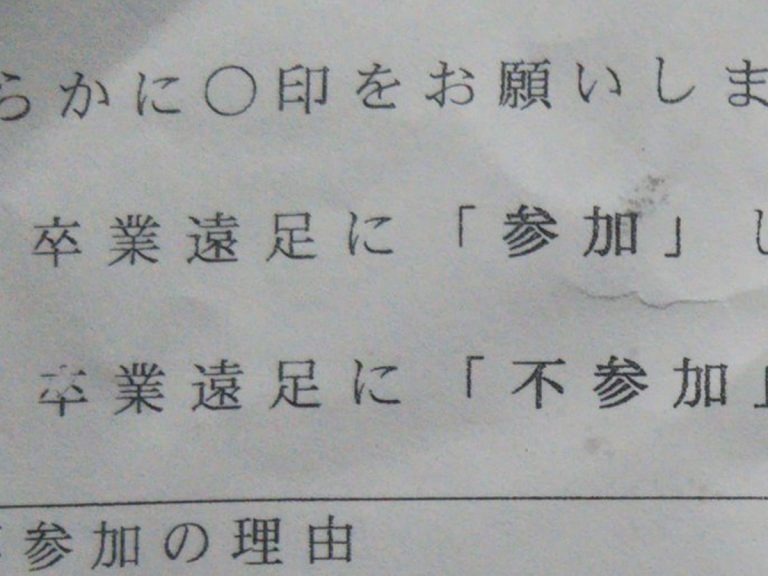 らかに〇印をお願いしま
卒業遠足に「参加」し
卒業遠足に「不参加」
参加の理由